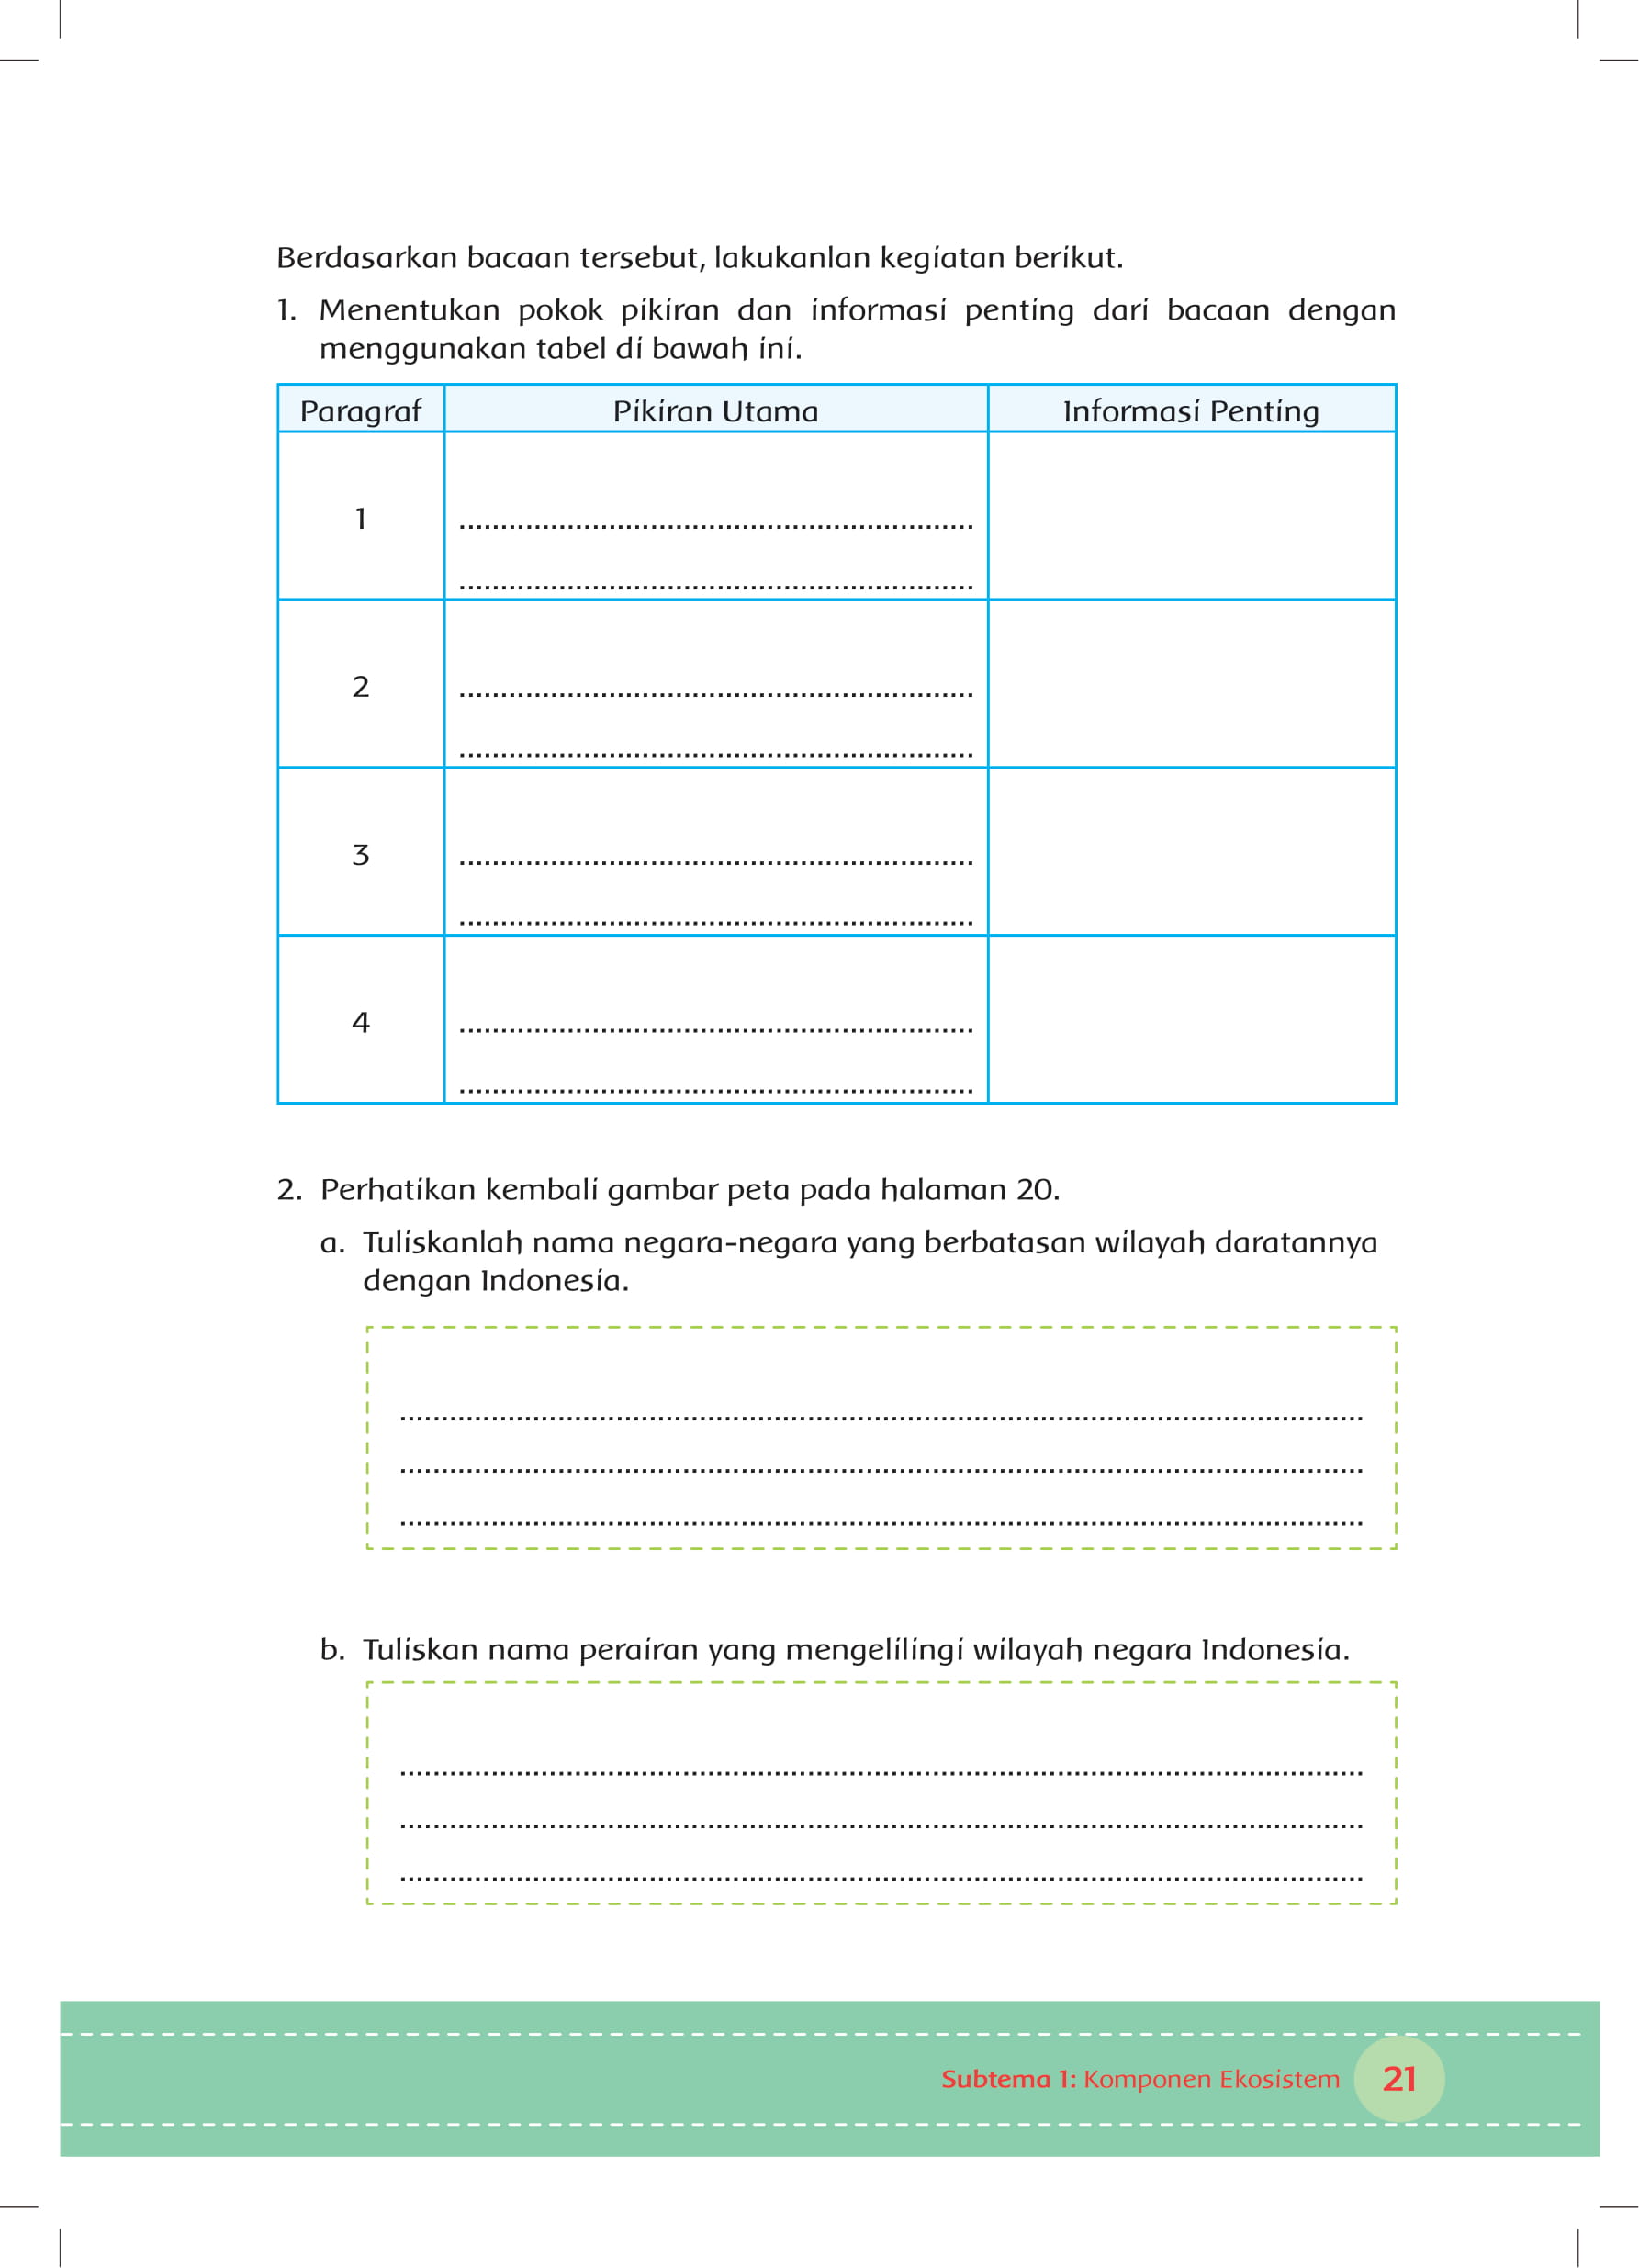 Berdasarkan bacaan tersebut, lakukanlan kegiatan berikut.
1. Menentukan pokok pikiran dan informasi penting dari bacaan dengan
menggunakan tabel di bawah ini.
Paragraf Pikiran Utama Informasi Penting
1
2
3
4
2. Perhatikan kembali gambar peta pada halaman 20.
a. Tuliskanlah nama negara-negara yang berbatasan wilayah daratannya
dengan Indonesia.
b. Tuliskan nama perairan yang mengelilingi wilayah negara Indonesia.
Subtema 1: Komponen Ekosistem 21